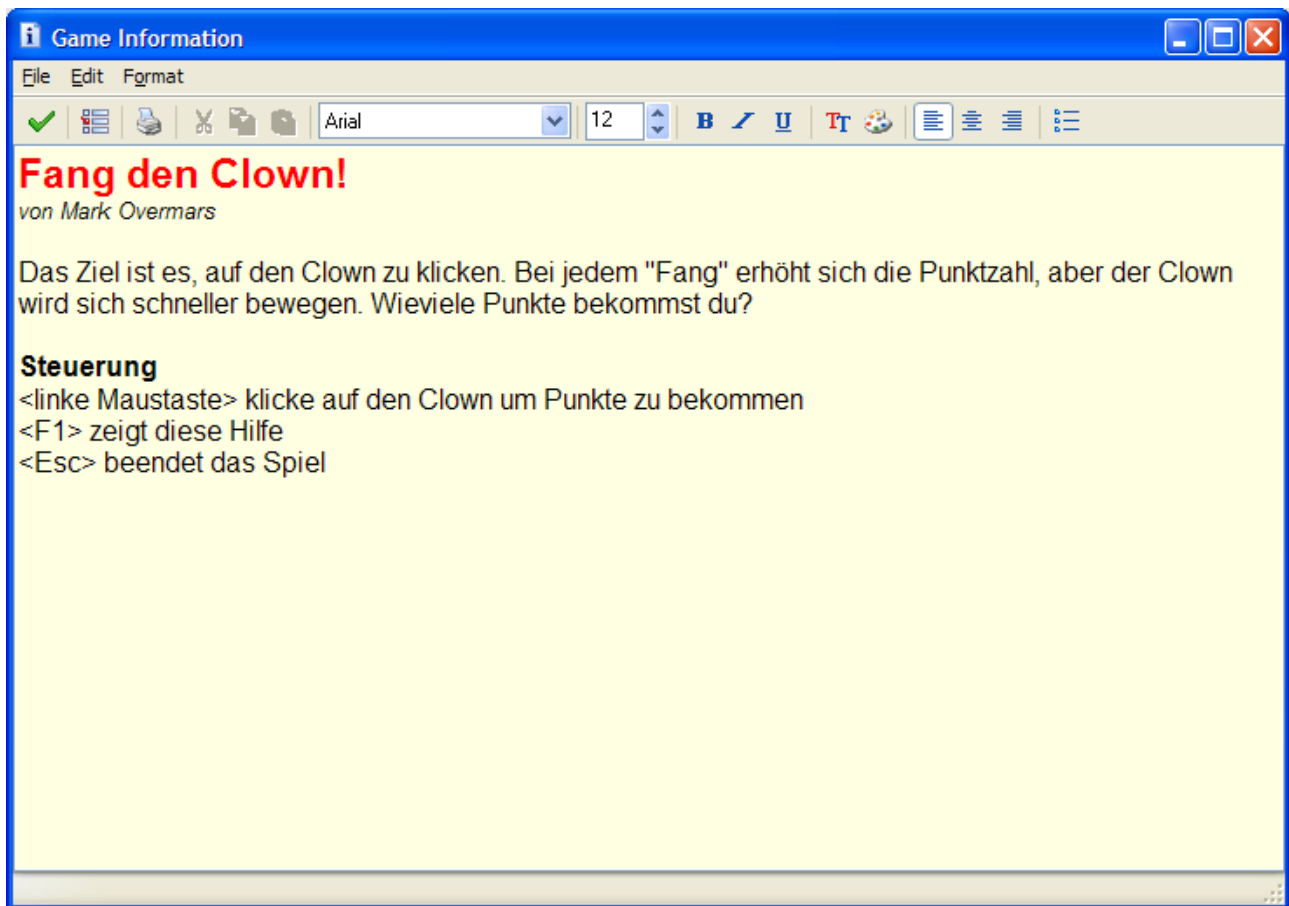 Game Information
File Edit Format
Arial 12 B I U TT
Fang den Clown!
von Mark Overmars
Das Ziel ist es, auf den Clown zu klicken. Bei jedem "Fang" erhöht sich die Punktzahl, aber der Clown
wird sich schneller bewegen. Wieviele Punkte bekommst du?
Steuerung
<linke Maustaste> klicke auf den Clown um Punkte zu bekommen
<F1> zeigt diese Hilfe
<Esc> beendet das Spiel